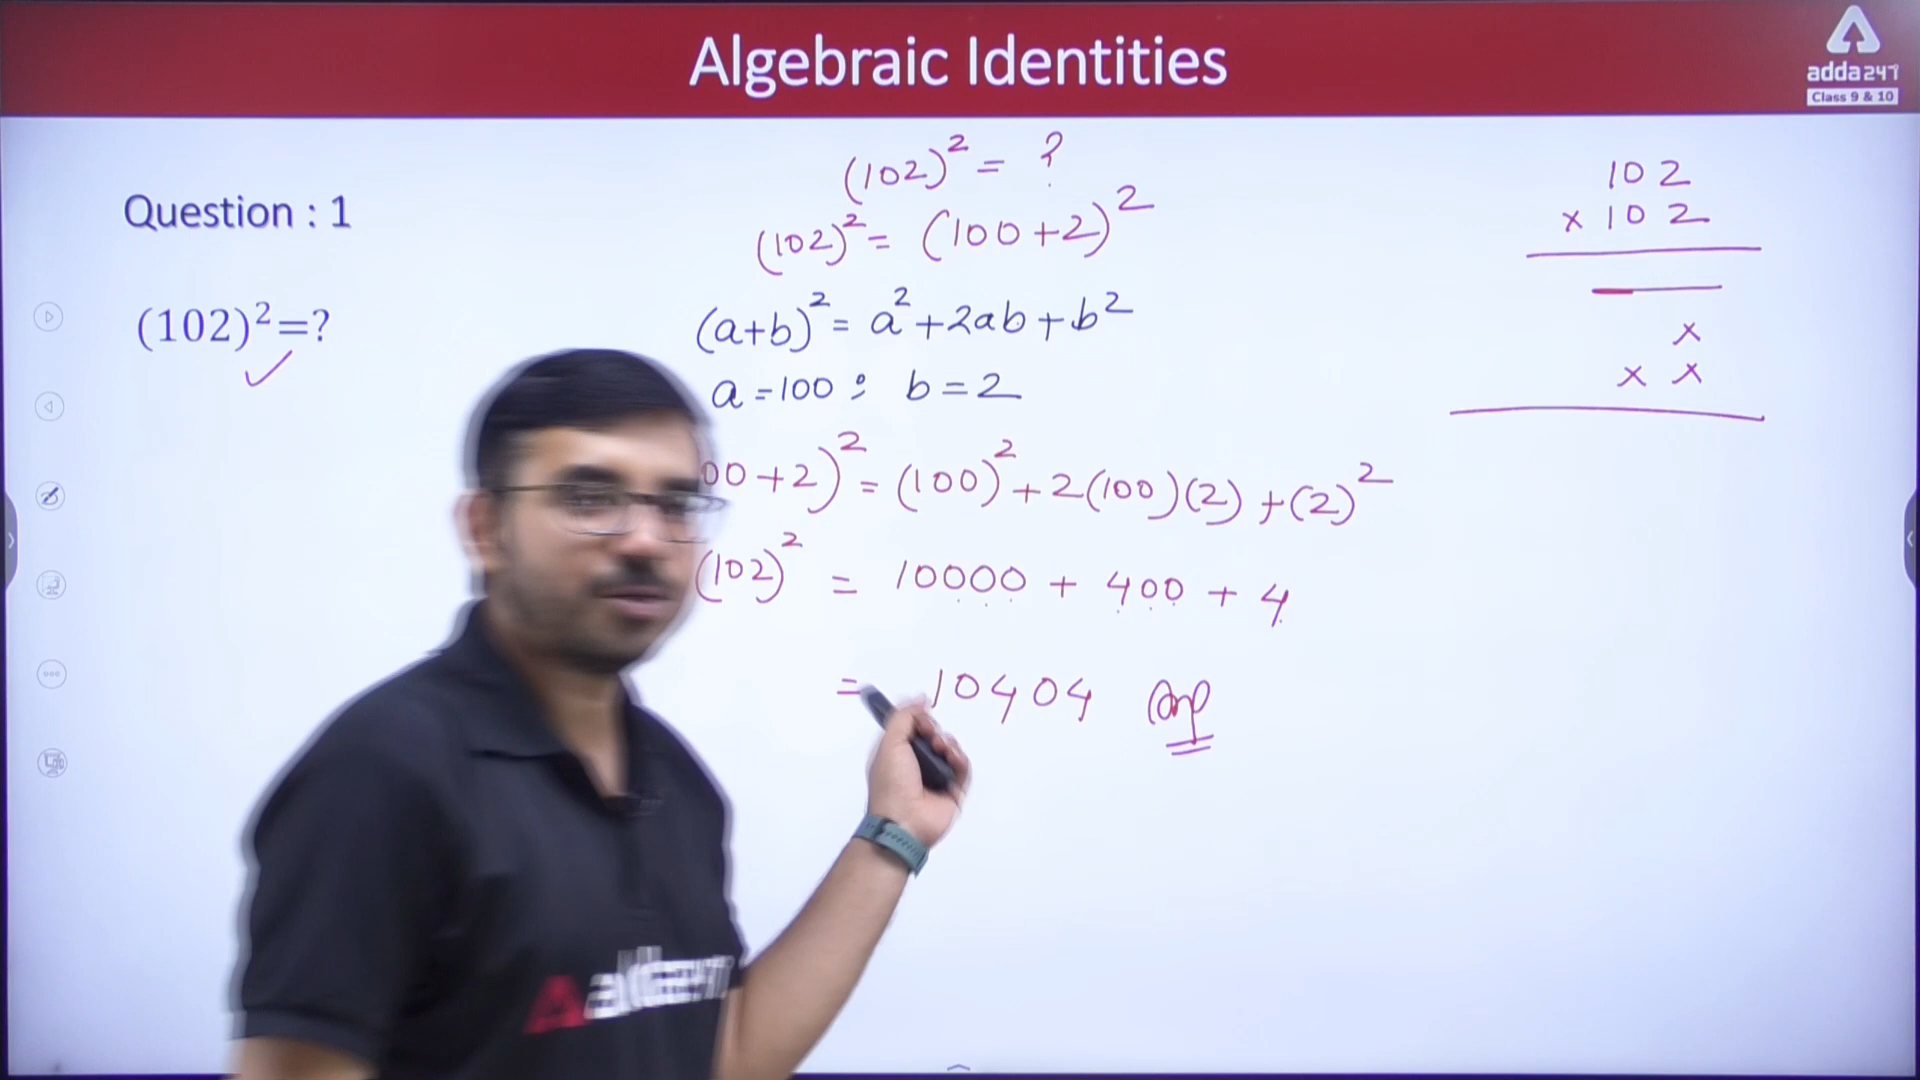 Algebraic Identities
adda247
Class 9 & 10
Question : 1
(102)²=?
(102)² = ?
(102)² = (100+2)²
(a+b)² = a²+2ab+b²
a=100 ; b=2
00+2)² = (100)² + 2(100)(2) + (2)²
(102)² = 10000 + 400 + 4
= 10404 Ans
102
× 102
×
× ×